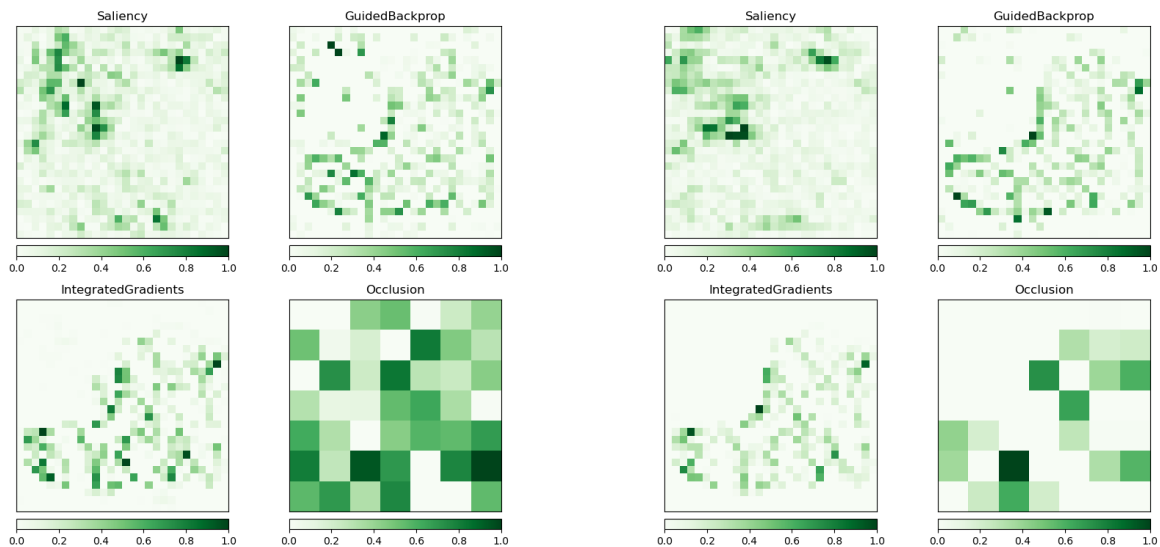 Saliency GuidedBackprop Saliency GuidedBackprop
0.0 0.2 0.4 0.6 0.8 1.0 0.0 0.2 0.4 0.6 0.8 1.0 0.0 0.2 0.4 0.6 0.8 1.0 0.0 0.2 0.4 0.6 0.8 1.0
IntegratedGradients Occlusion IntegratedGradients Occlusion
0.0 0.2 0.4 0.6 0.8 1.0 0.0 0.2 0.4 0.6 0.8 1.0 0.0 0.2 0.4 0.6 0.8 1.0 0.0 0.2 0.4 0.6 0.8 1.0